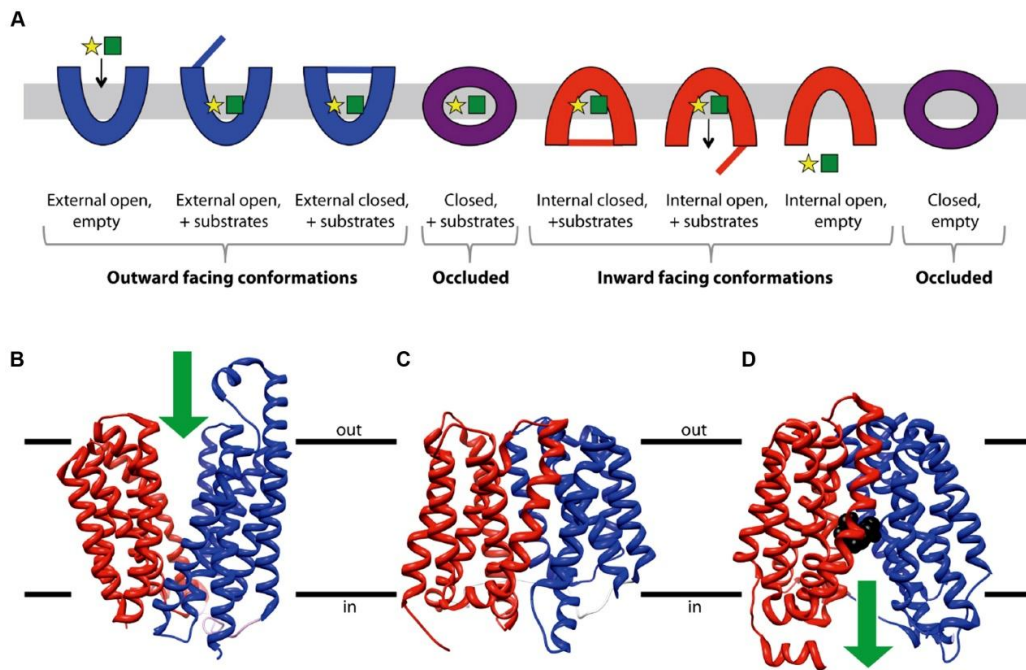 A
External open,
empty
External open,
+ substrates
External closed,
+ substrates
Closed,
+ substrates
Internal closed,
+substrates
Internal open,
+ substrates
Internal open,
empty
Closed,
empty
Outward facing conformations
Occluded
Inward facing conformations
Occluded
B
C
D
out
out
in
in